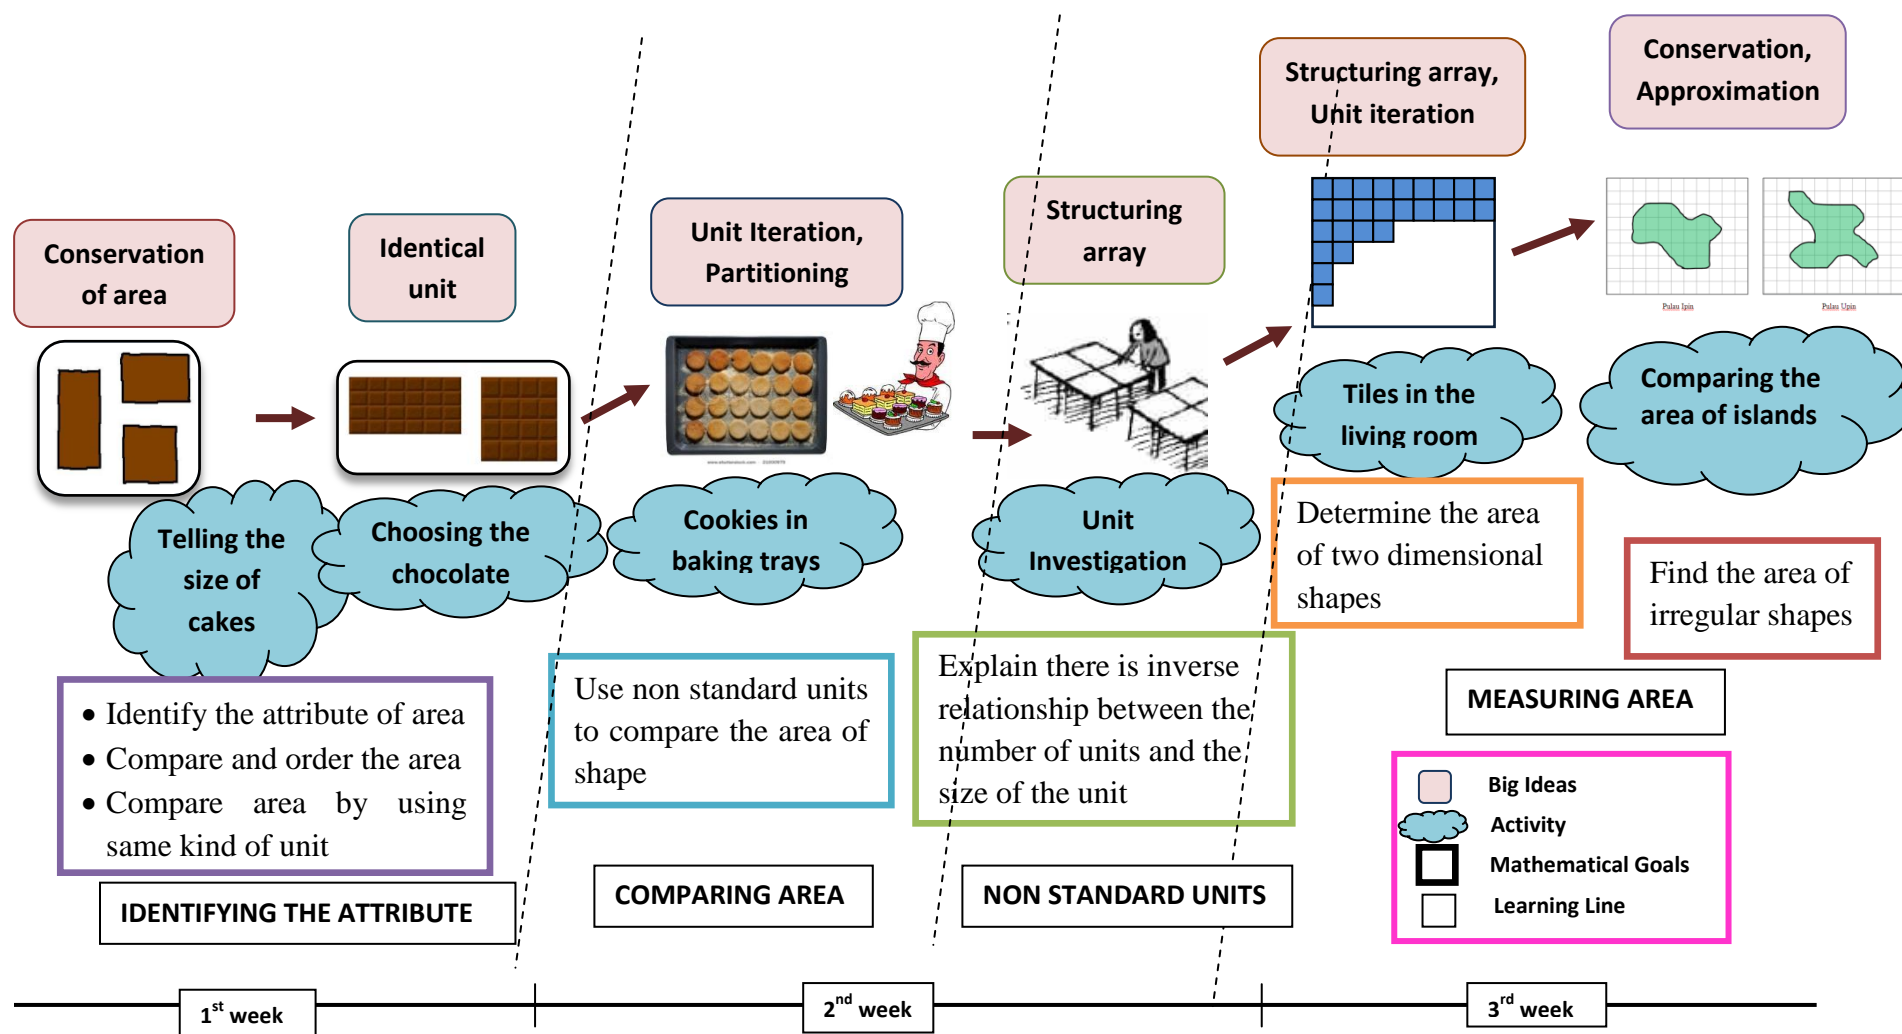 Conservation
of area
Identical
unit
Unit Iteration,
Partitioning
Structuring
array
Structuring array,
Unit iteration
Conservation,
Approximation
Pulau Ipin
Pulau Upin
Telling the
size of
cakes
Choosing the
chocolate
Cookies in
baking trays
Unit
Investigation
Tiles in the
living room
Comparing the
area of islands
• Identify the attribute of area
• Compare and order the area
• Compare area by using
same kind of unit
Use non standard units
to compare the area of
shape
Explain there is inverse
relationship between the
number of units and the
size of the unit
Determine the area
of two dimensional
shapes
Find the area of
irregular shapes
IDENTIFYING THE ATTRIBUTE
COMPARING AREA
NON STANDARD UNITS
MEASURING AREA
Big Ideas
Activity
Mathematical Goals
Learning Line
1st week
2nd week
3rd week